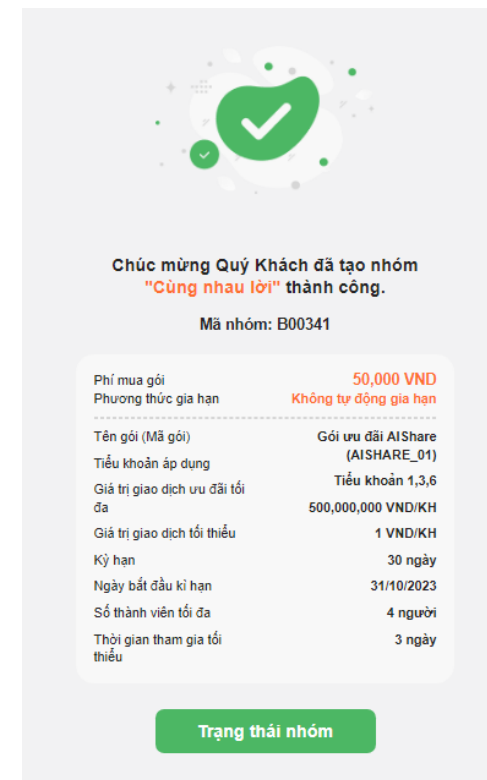 Chúc mừng Quý Khách đã tạo nhóm
"Cùng nhau lời" thành công.
Mã nhóm: B00341
Phí mua gói 50,000 VND
Phương thức gia hạn Không tự động gia hạn
Tên gói (Mã gói) Gói ưu đãi AIShare
(AISHARE_01)
Tiểu khoản áp dụng Tiểu khoản 1,3,6
Giá trị giao dịch ưu đãi tối
đa 500,000,000 VND/KH
Giá trị giao dịch tối thiểu 1 VND/KH
Kỳ hạn 30 ngày
Ngày bắt đầu kì hạn 31/10/2023
Số thành viên tối đa 4 người
Thời gian tham gia tối
thiểu 3 ngày
Trạng thái nhóm